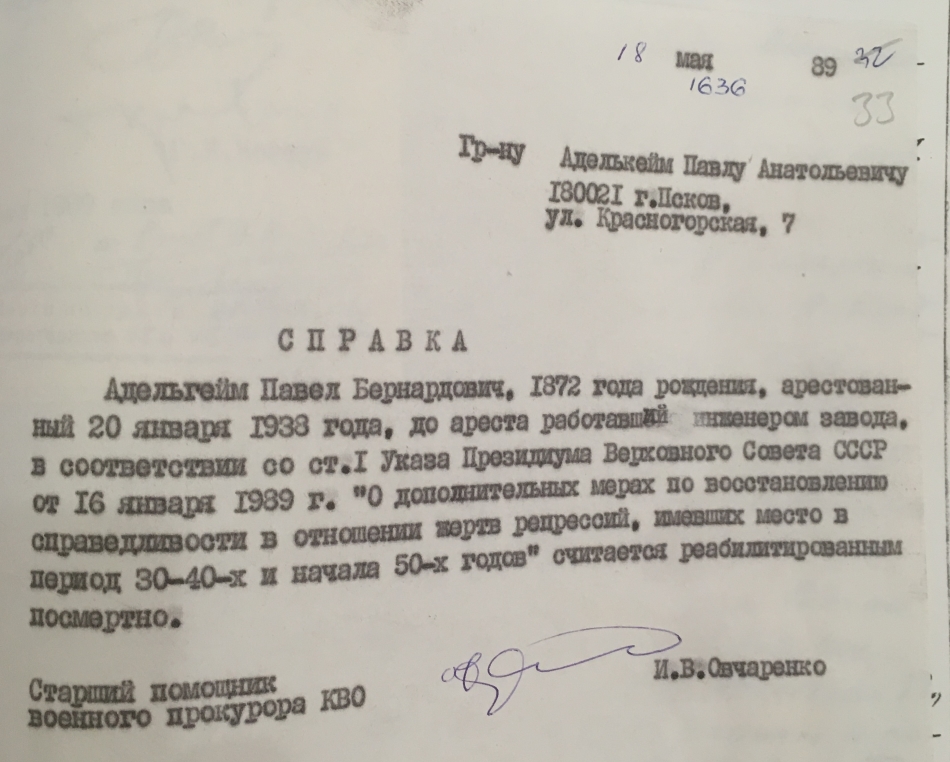 18 мая 89 32
1636
33
Гр-ну Аделькейм Павлу Анатольевичу
180021 г.Псков,
ул. Красногорская, 7
СПРАВКА
Адельгейм Павел Бернардович, 1872 года рождения, арестован-
ный 20 января 1938 года, до ареста работавший инженером завода,
в соответствии со ст.I Указа Президиума Верховного Совета СССР
от 16 января 1989 г. "О дополнительных мерах по восстановлению
справедливости в отношении жертв репрессий, имевших место в
период 30-40-х и начала 50-х годов" считается реабилитированным
посмертно.
Старший помощник
военного прокурора КВО
И.В.Овчаренко